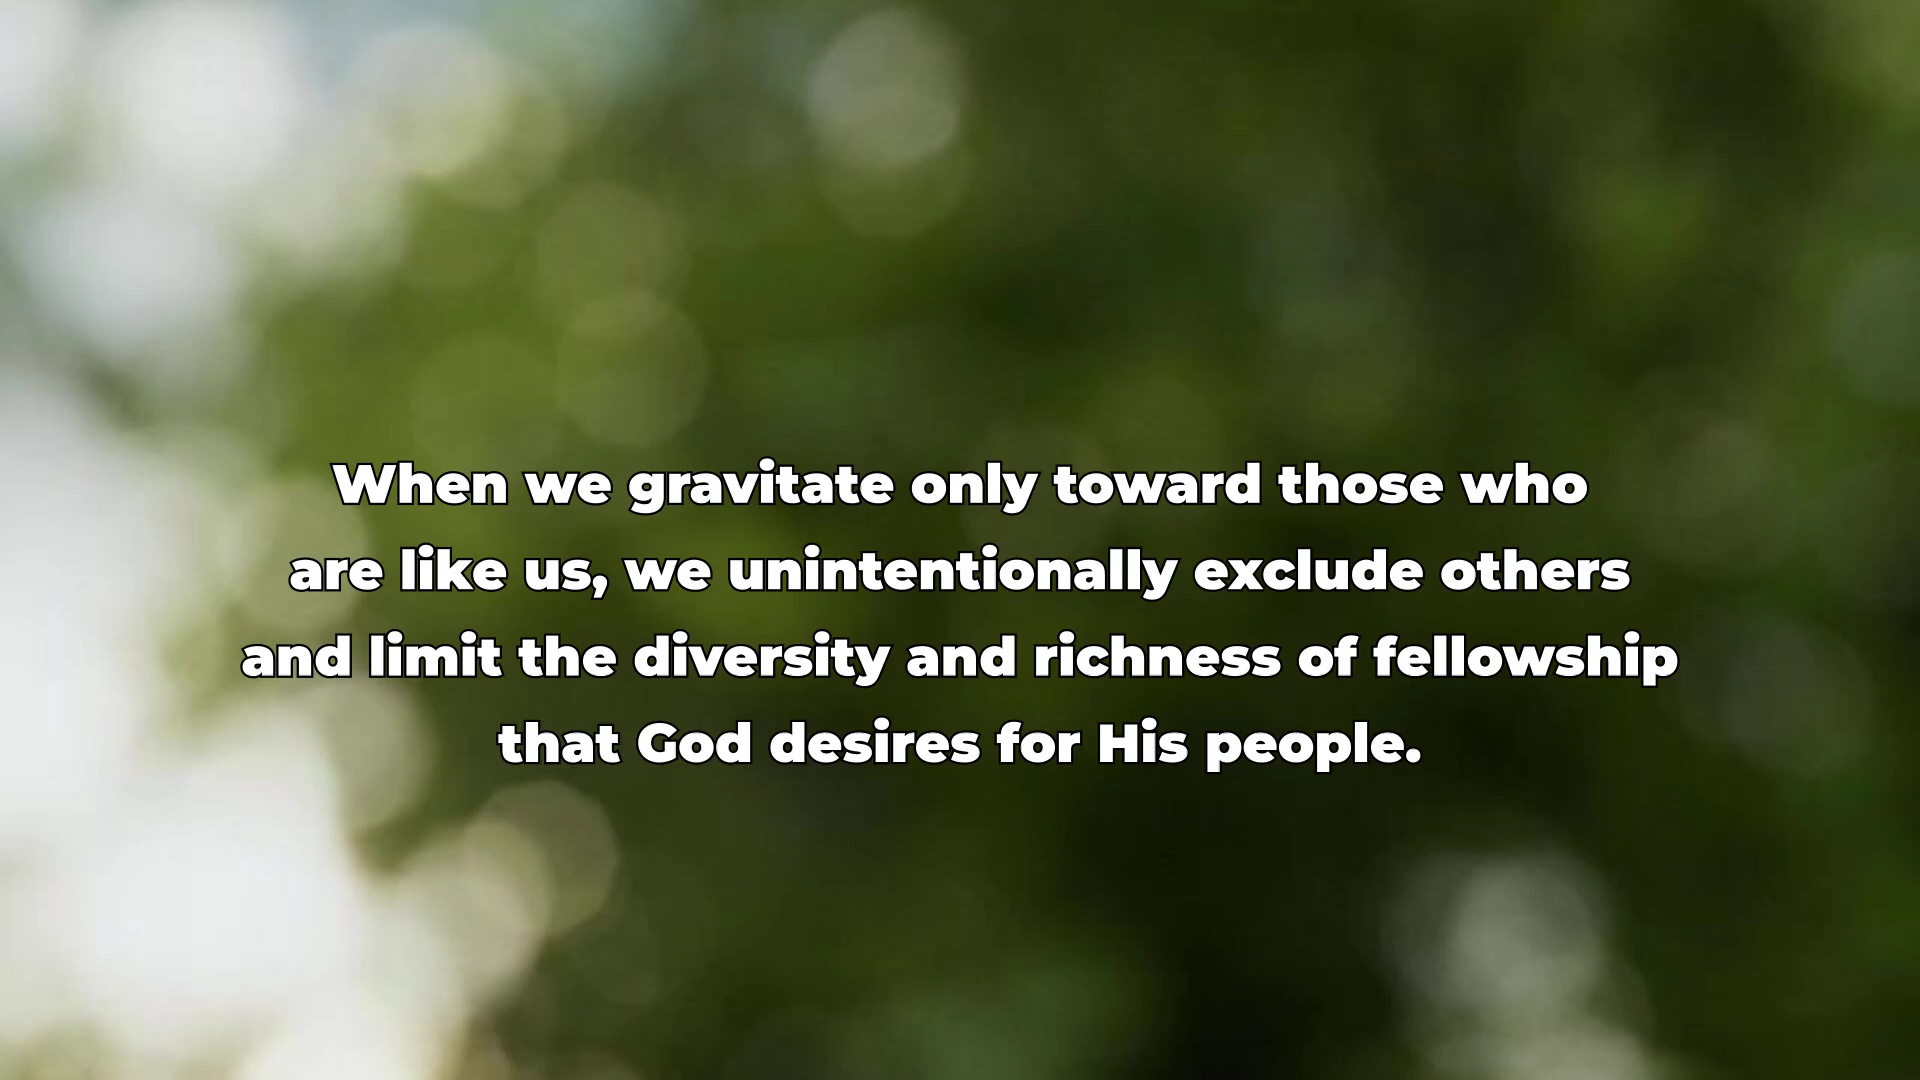 When we gravitate only toward those who
are like us, we unintentionally exclude others
and limit the diversity and richness of fellowship
that God desires for His people.